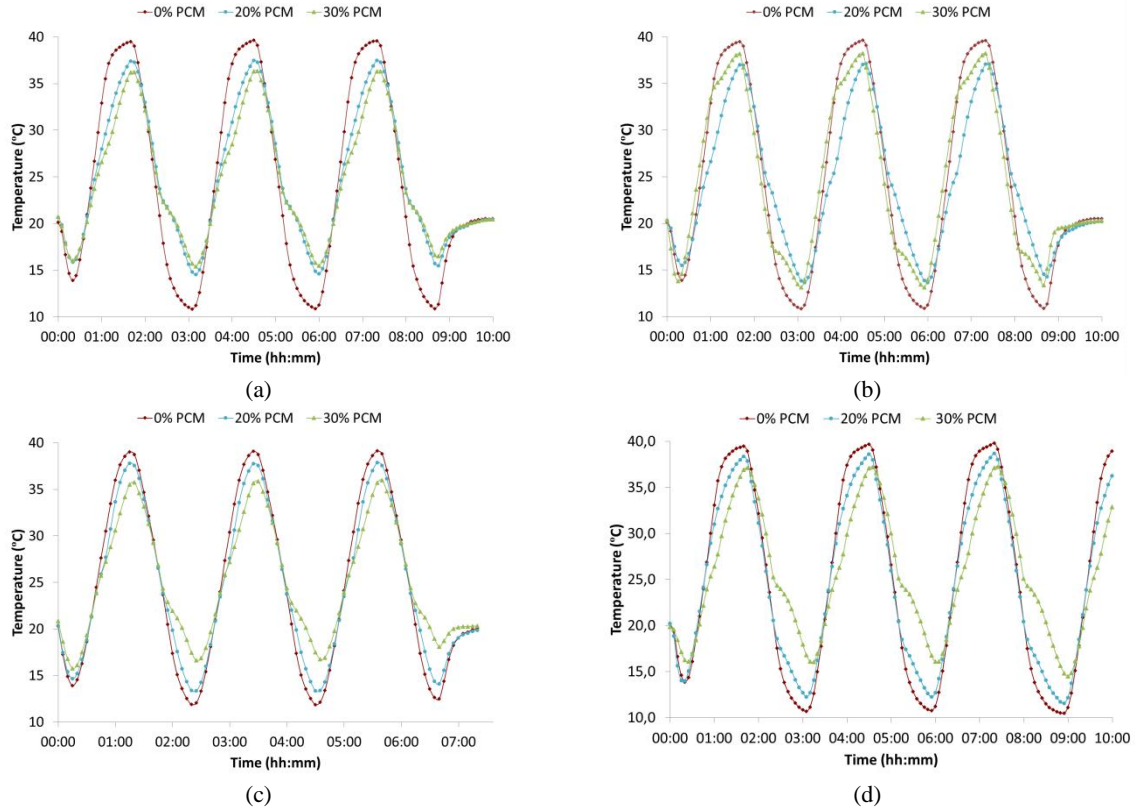 0% PCM 20% PCM 30% PCM
40
35
30
25
20
15
10
Temperature (°C)
00:00 01:00 02:00 03:00 04:00 05:00 06:00 07:00 08:00 09:00 10:00
Time (hh:mm)
(a)
0% PCM 20% PCM 30% PCM
40
35
30
25
20
15
10
Temperature (°C)
00:00 01:00 02:00 03:00 04:00 05:00 06:00 07:00 08:00 09:00 10:00
Time (hh:mm)
(b)
0% PCM 20% PCM 30% PCM
40
35
30
25
20
15
10
Temperature (°C)
00:00 01:00 02:00 03:00 04:00 05:00 06:00 07:00
Time (hh:mm)
(c)
0% PCM 20% PCM 30% PCM
40,0
35,0
30,0
25,0
20,0
15,0
10,0
Temperature (°C)
00:00 01:00 02:00 03:00 04:00 05:00 06:00 07:00 08:00 09:00 10:00
Time (hh:mm)
(d)